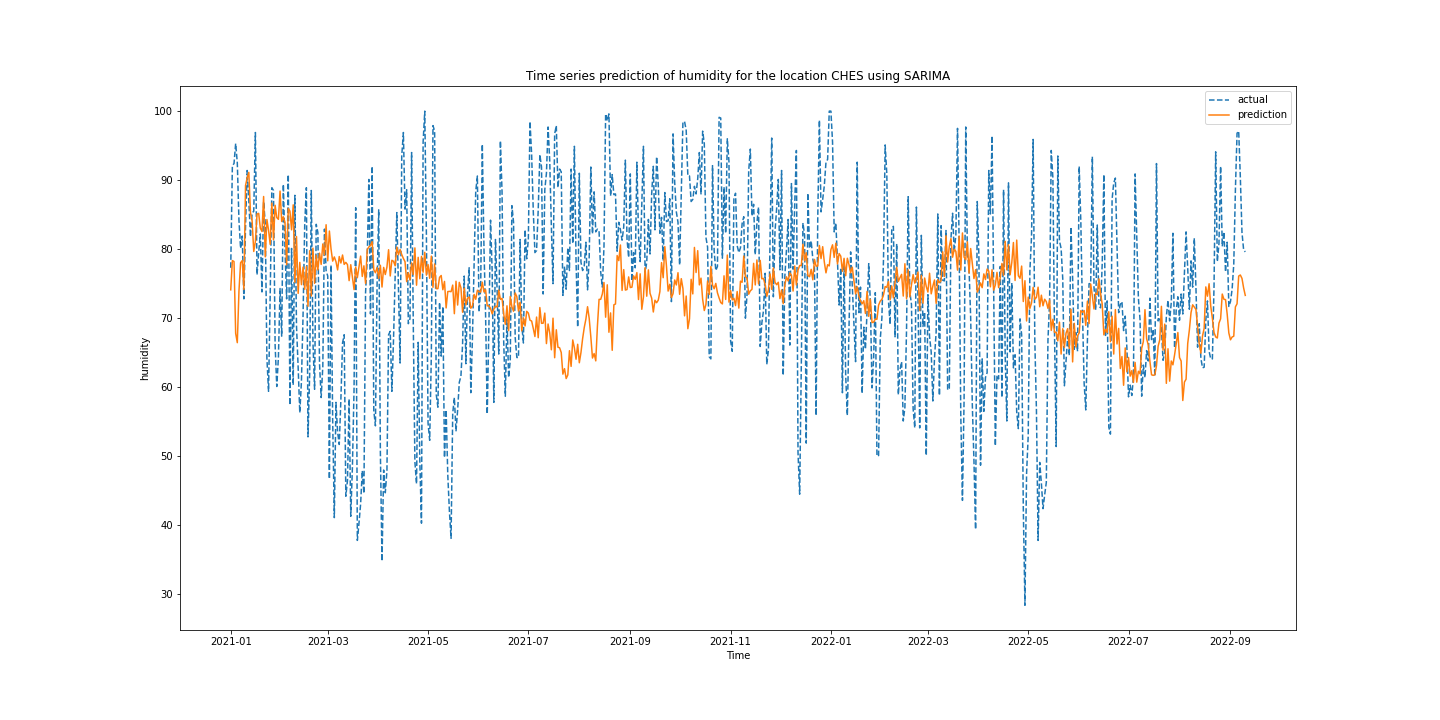 Time series prediction of humidity for the location CHES using SARIMA
actual
prediction
100
90
80
70
60
50
40
30
humidity
2021-01 2021-03 2021-05 2021-07 2021-09 2021-11 2022-01 2022-03 2022-05 2022-07 2022-09
Time